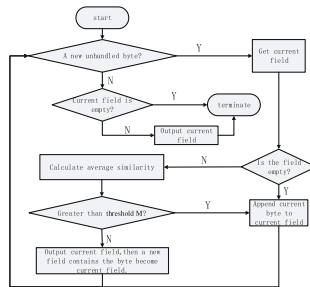 start
A new unhandled byte?
Y
Get current
field
N
Current field is
empty?
Y
terminate
N
Output current
field
Calculate average similarity
N
Is the field
empty?
Y
Greater than threshold M?
Y
Append current
byte to
current field
N
Output current field,then a new
field contains the byte become
current field.